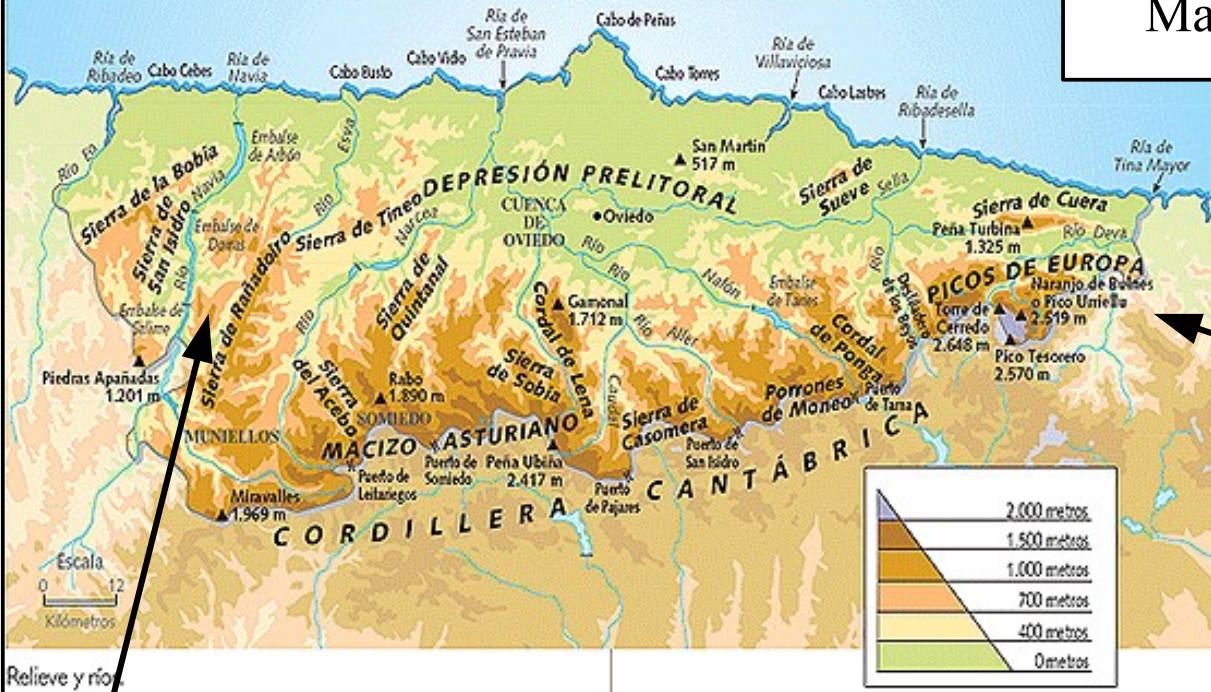 Ma
Ría de
Ribadeo
Cabo Cebes
Ría de
Navia
Cabo Busto
Cabo Vidio
Ría de
San Esteban
de Pravia
Cabo de Peñas
Cabo Torres
Ría de
Villaviciosa
Cabo Lastres
Ría de
Ribadesella
Ría de
Tina Mayor
Río Eo
Sierra de la Bobia
Sierra de
San Isidro
Río Navia
Embalse
de Arbón
Embalse de
Doiras
Embalse de
Salime
Río Esva
Sierra de Tineo
Sierra de Rañadoiro
Río Narcea
Sierra de
Quintanal
DEPRESIÓN PRELITORAL
CUENCA
DE
OVIEDO
Oviedo
San Martín
517 m
Sierra de
Sueve
Sella
Sierra de Cuera
Peña Turbina
1.325 m
Río Deva
PICOS DE EUROPA
Naranjo de Bulnes
o Pico Urriellu
2.519 m
Torre de
Cerredo
2.648 m
Pico Tesorero
2.570 m
Río
Desfiladero
de los Beyos
Río Nafón
Embalse
de Tanes
Río Aller
Río Caudal
Gamonal
1.712 m
Cordal de Lena
Sierra
de Sobia
Cordal
de Ponga
Porrones
de Moneo
Puerto
de Tarna
Sierra de
Casomera
Puerto de
San Isidro
Piedras Apañadas
1.201 m
Sierra
del Acebo
Rabo
1.890 m
SOMIEDO
MUNIELLOS
MACIZO ASTURIANO
Puerto de
Leitariegos
Puerto de
Somiedo
Peña Ubiña
2.417 m
Puerto
de Pajares
Miravalles
1.969 m
CORDILLERA CANTÁBRICA
Escala
0 12
Kilómetros
2.000 metros
1.500 metros
1.000 metros
700 metros
400 metros
0 metros
Relieve y ríos.